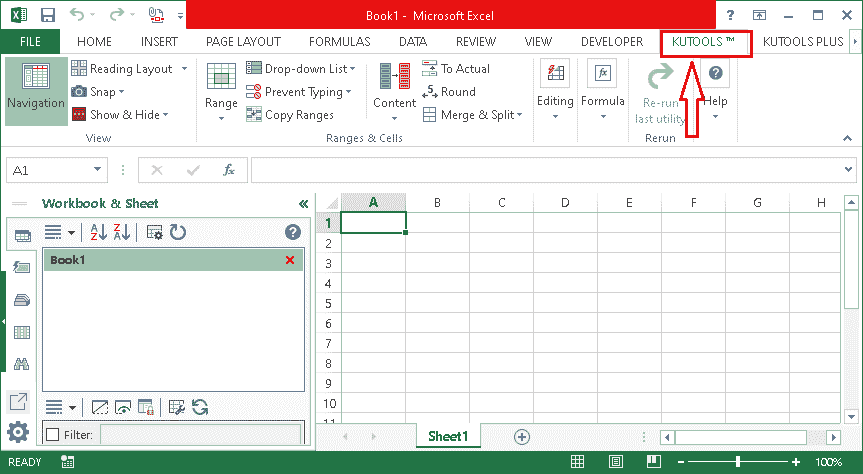 Book1 - Microsoft Excel
FILE HOME INSERT PAGE LAYOUT FORMULAS DATA REVIEW VIEW DEVELOPER KUTOOLS ™ KUTOOLS PLUS
Navigation
Reading Layout
Snap
Show & Hide
View
Range
Drop-down List
Prevent Typing
Copy Ranges
Content
To Actual
Round
Merge & Split
Ranges & Cells
Editing
Formula
Re-run
last utility
Rerun
Help
A1
fx
Workbook & Sheet
Book1
Filter:
A B C D E F G H
1
2
3
4
5
6
7
8
9
10
11
Sheet1
READY
100%